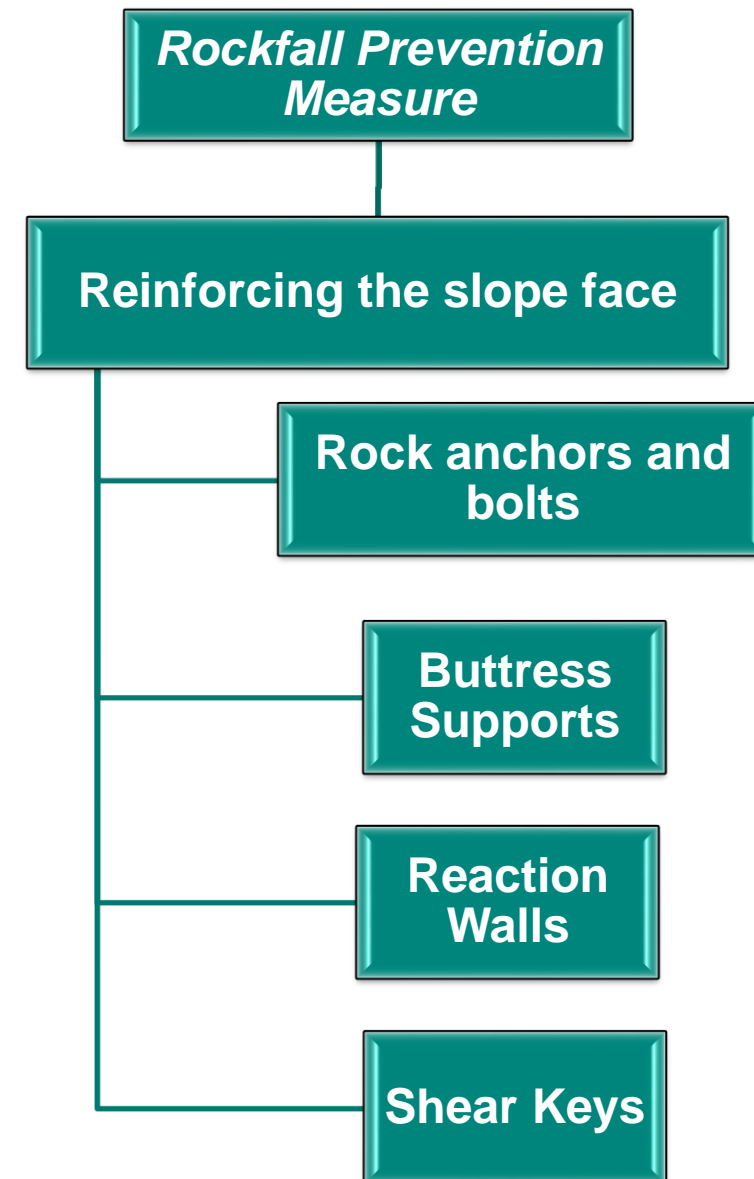 Rockfall Prevention
Measure
Reinforcing the slope face
Rock anchors and
bolts
Buttress
Supports
Reaction
Walls
Shear Keys